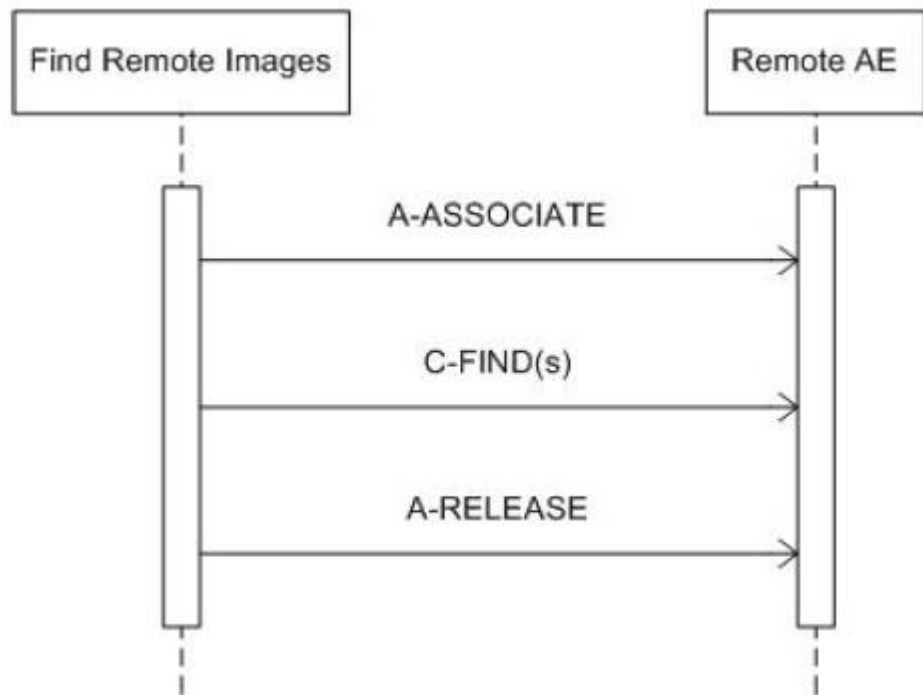 Find Remote Images
Remote AE
A-ASSOCIATE
C-FIND(s)
A-RELEASE